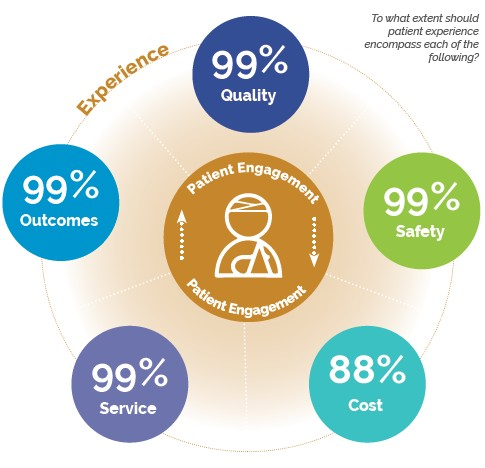 To what extent should
patient experience
encompass each of the
following?
Experience
99%
Quality
99%
Outcomes
Patient Engagement
99%
Safety
Patient Engagement
99%
Service
88%
Cost